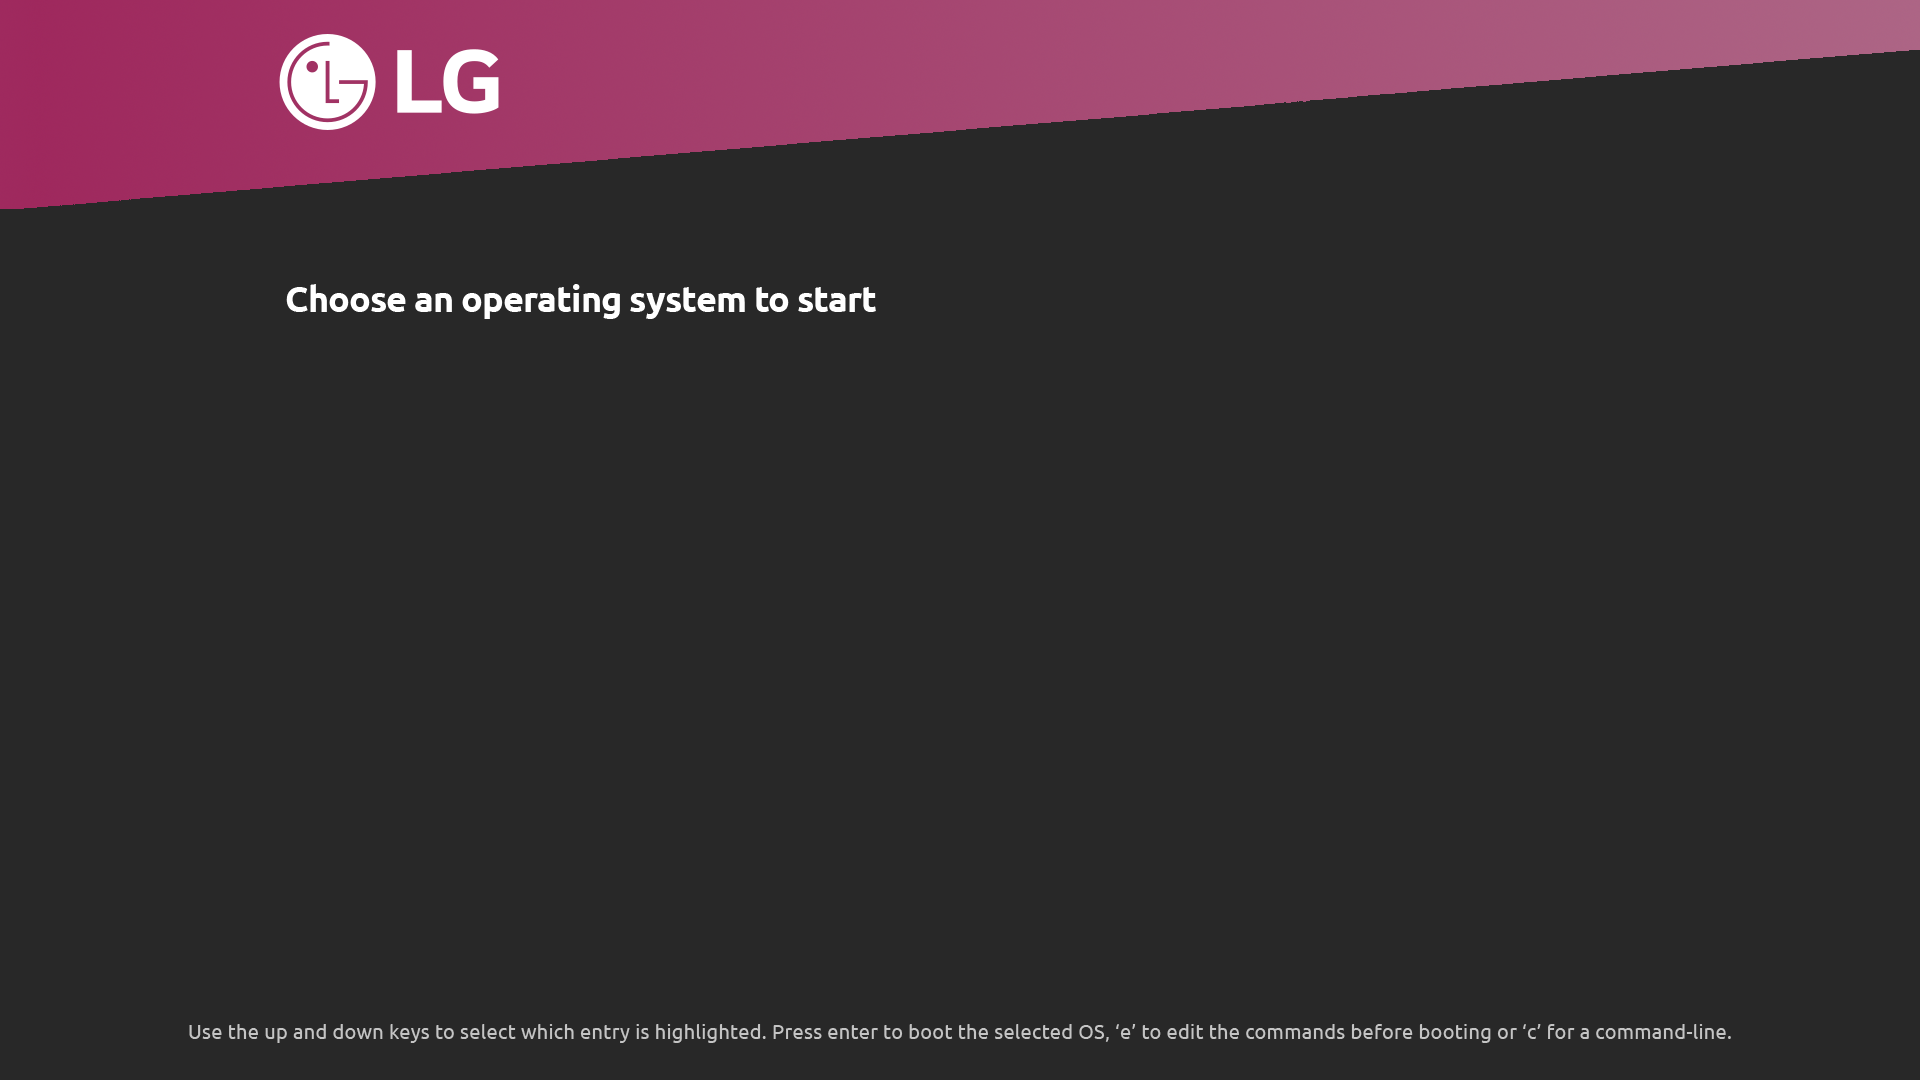 LG
Choose an operating system to start
Use the up and down keys to select which entry is highlighted. Press enter to boot the selected OS, ‘e’ to edit the commands before booting or ‘c’ for a command-line.